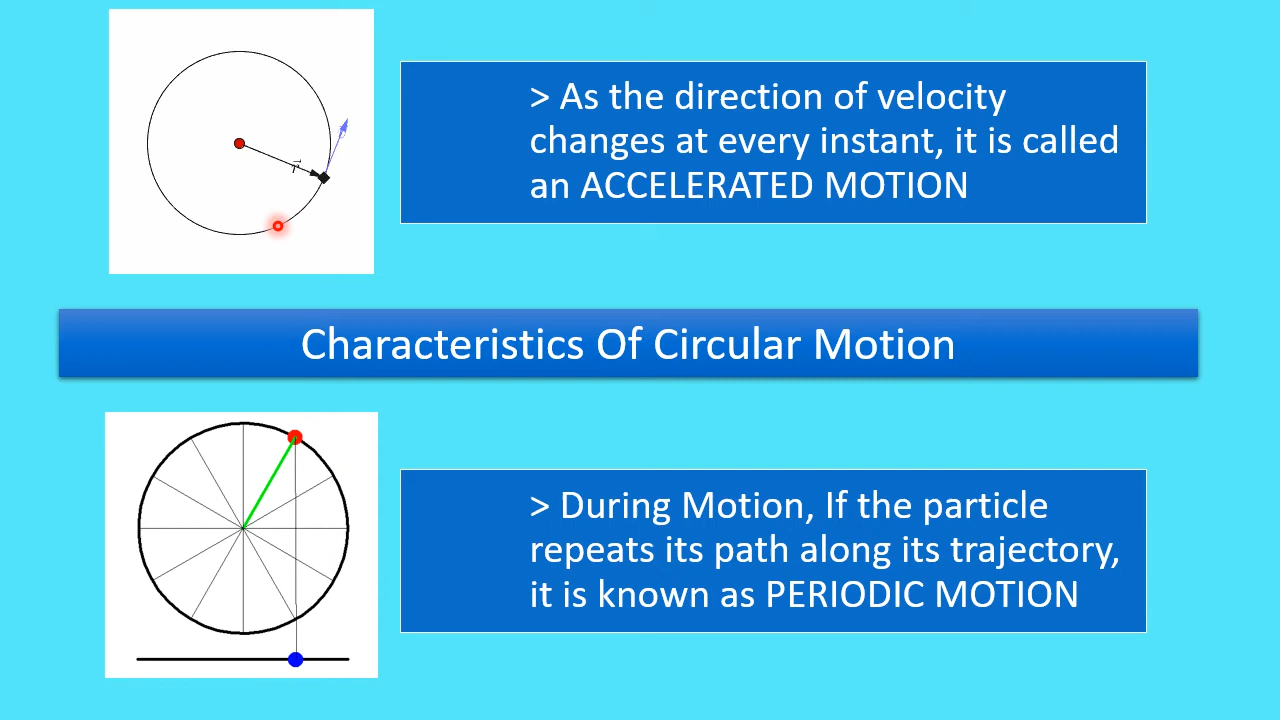 > As the direction of velocity
changes at every instant, it is called
an ACCELERATED MOTION
Characteristics Of Circular Motion
> During Motion, If the particle
repeats its path along its trajectory,
it is known as PERIODIC MOTION